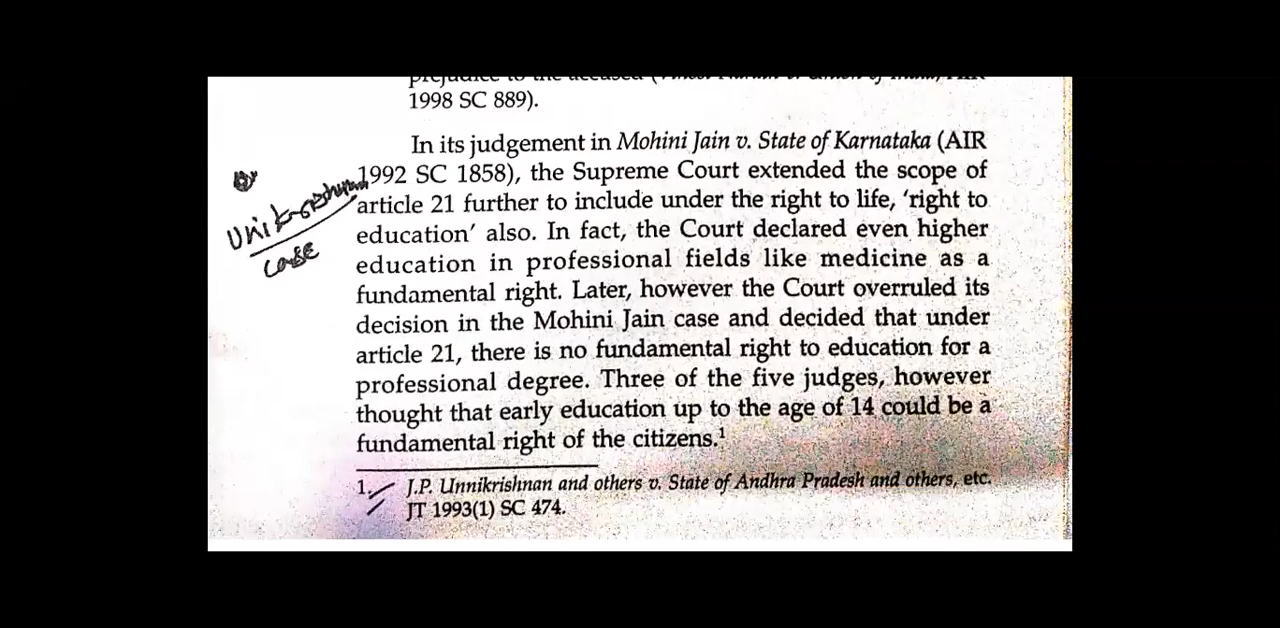 prejudice to the accused
1998 SC 889).
In its judgement in Mohini Jain v. State of Karnataka (AIR
1992 SC 1858), the Supreme Court extended the scope of
article 21 further to include under the right to life, ‘right to
education’ also. In fact, the Court declared even higher
education in professional fields like medicine as a
fundamental right. Later, however the Court overruled its
decision in the Mohini Jain case and decided that under
article 21, there is no fundamental right to education for a
professional degree. Three of the five judges, however
thought that early education up to the age of 14 could be a
fundamental right of the citizens.1
1. J.P. Unnikrishnan and others v. State of Andhra Pradesh and others, etc.
JT 1993(1) SC 474.
case